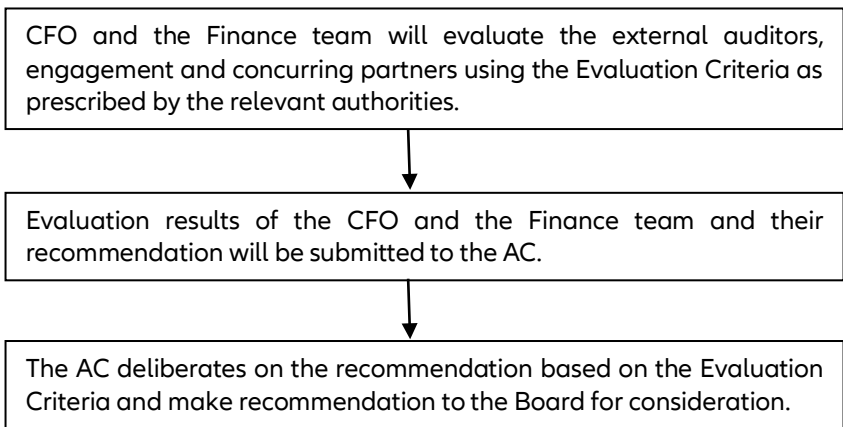 CFO and the Finance team will evaluate the external auditors,
engagement and concurring partners using the Evaluation Criteria as
prescribed by the relevant authorities.
Evaluation results of the CFO and the Finance team and their
recommendation will be submitted to the AC.
The AC deliberates on the recommendation based on the Evaluation
Criteria and make recommendation to the Board for consideration.